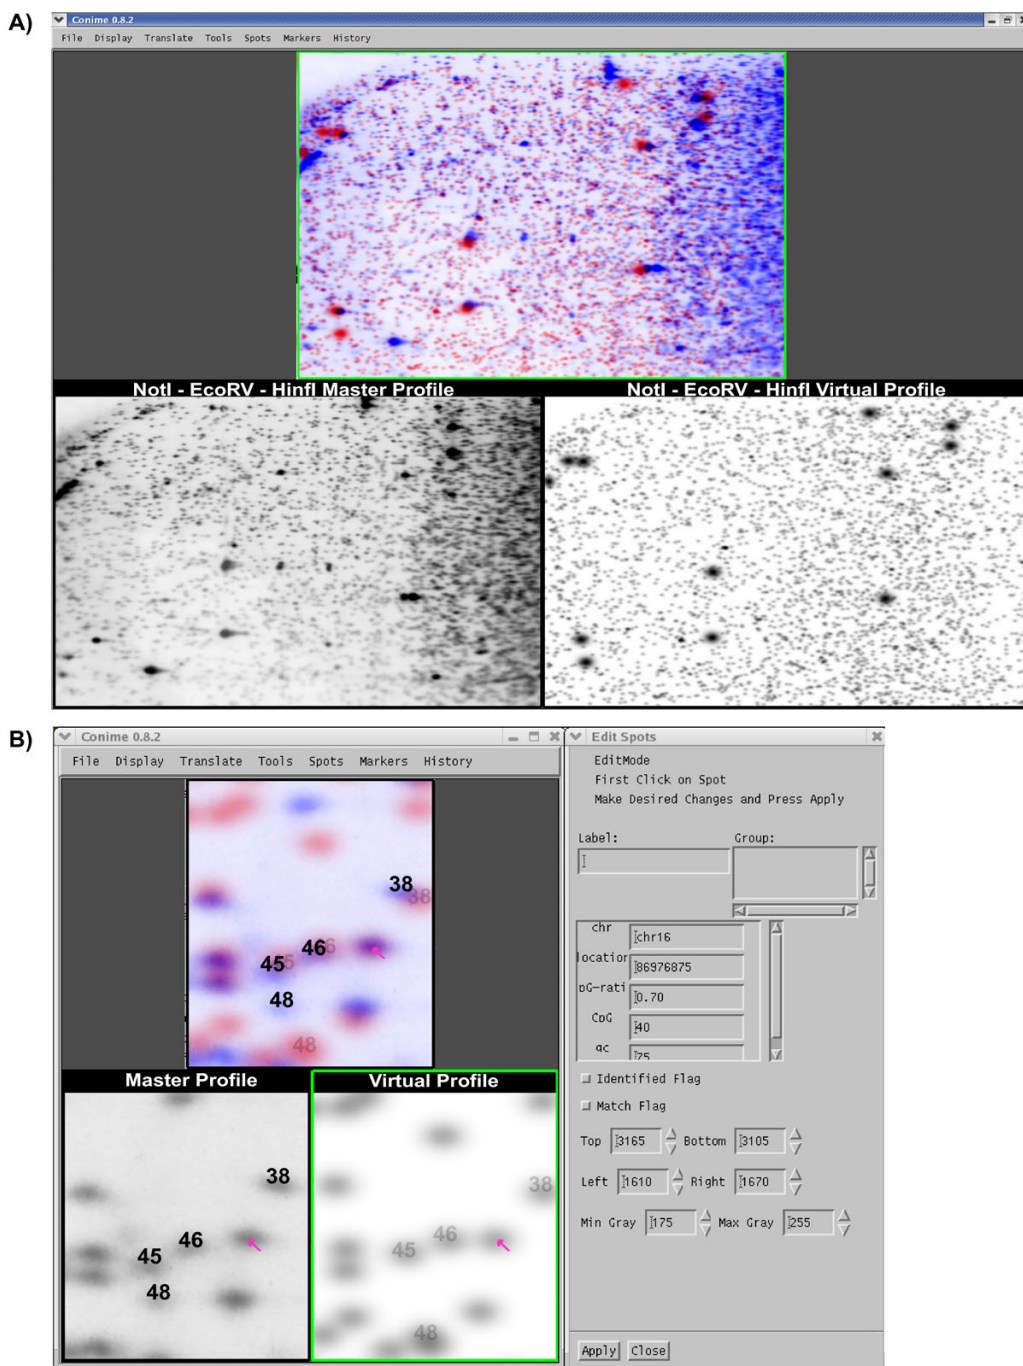 A)
Conime 0.8.2
File Display Translate Tools Spots Markers History
NotI - EcoRV - HinfI Master Profile
NotI - EcoRV - HinfI Virtual Profile
B)
Conime 0.8.2
File Display Translate Tools Spots Markers History
38
38
46
45
48
48
Master Profile
Virtual Profile
38
46
45
48
38
46
45
48
Edit Spots
EditMode
First Click on Spot
Make Desired Changes and Press Apply
Label: Group:
chr chr16
location 86976875
pG-rati 0.70
CpG 40
gc 75
Identified Flag
Match Flag
Top 3165 Bottom 3105
Left 1610 Right 1670
Min Gray 175 Max Gray 255
Apply Close